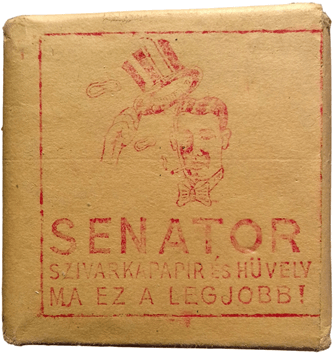 SENATOR
SZIVARKAPAPIR ÉS HÜVELY
MA EZ A LEGJOBB!